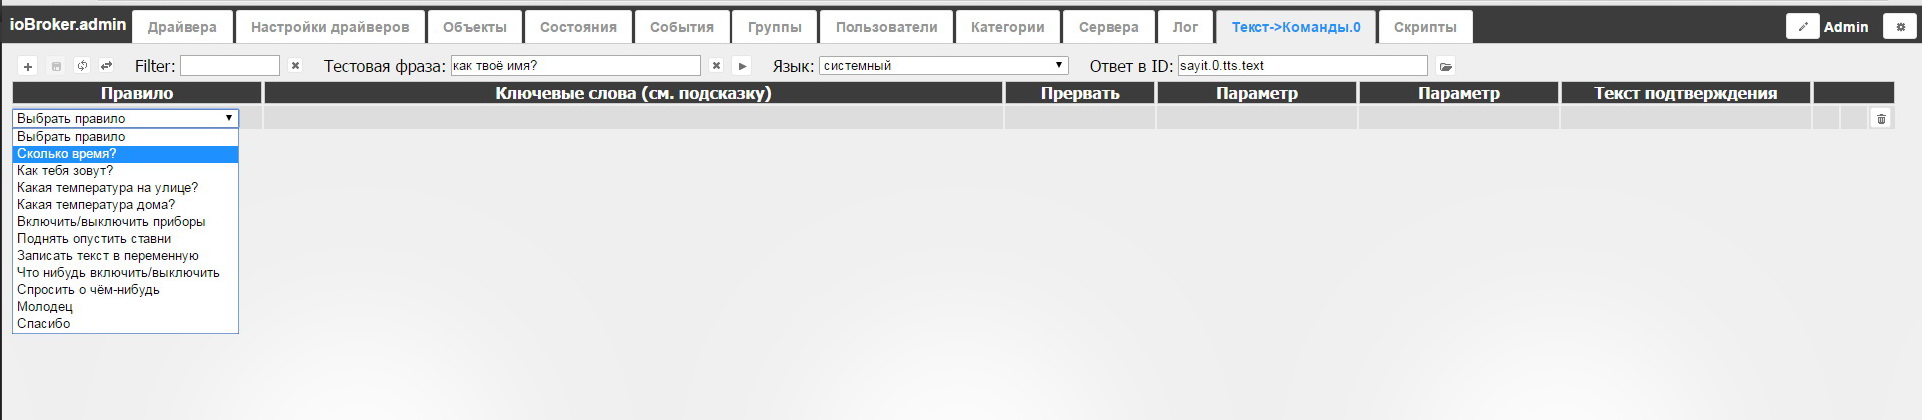 ioBroker.admin Драйвера Настройки драйверов Объекты Состояния События Группы Пользователи Категории Сервера Лог Текст->Команды.0 Скрипты Admin
Filter: Тестовая фраза: как твоё имя? Язык: системный Ответ в ID: sayit.0.tts.text
Правило Ключевые слова (см. подсказку) Прервать Параметр Параметр Текст подтверждения
Выбрать правило
Выбрать правило
Сколько время?
Как тебя зовут?
Какая температура на улице?
Какая температура дома?
Включить/выключить приборы
Поднять опустить ставни
Записать текст в переменную
Что нибудь включить/выключить
Спросить о чём-нибудь
Молодец
Спасибо